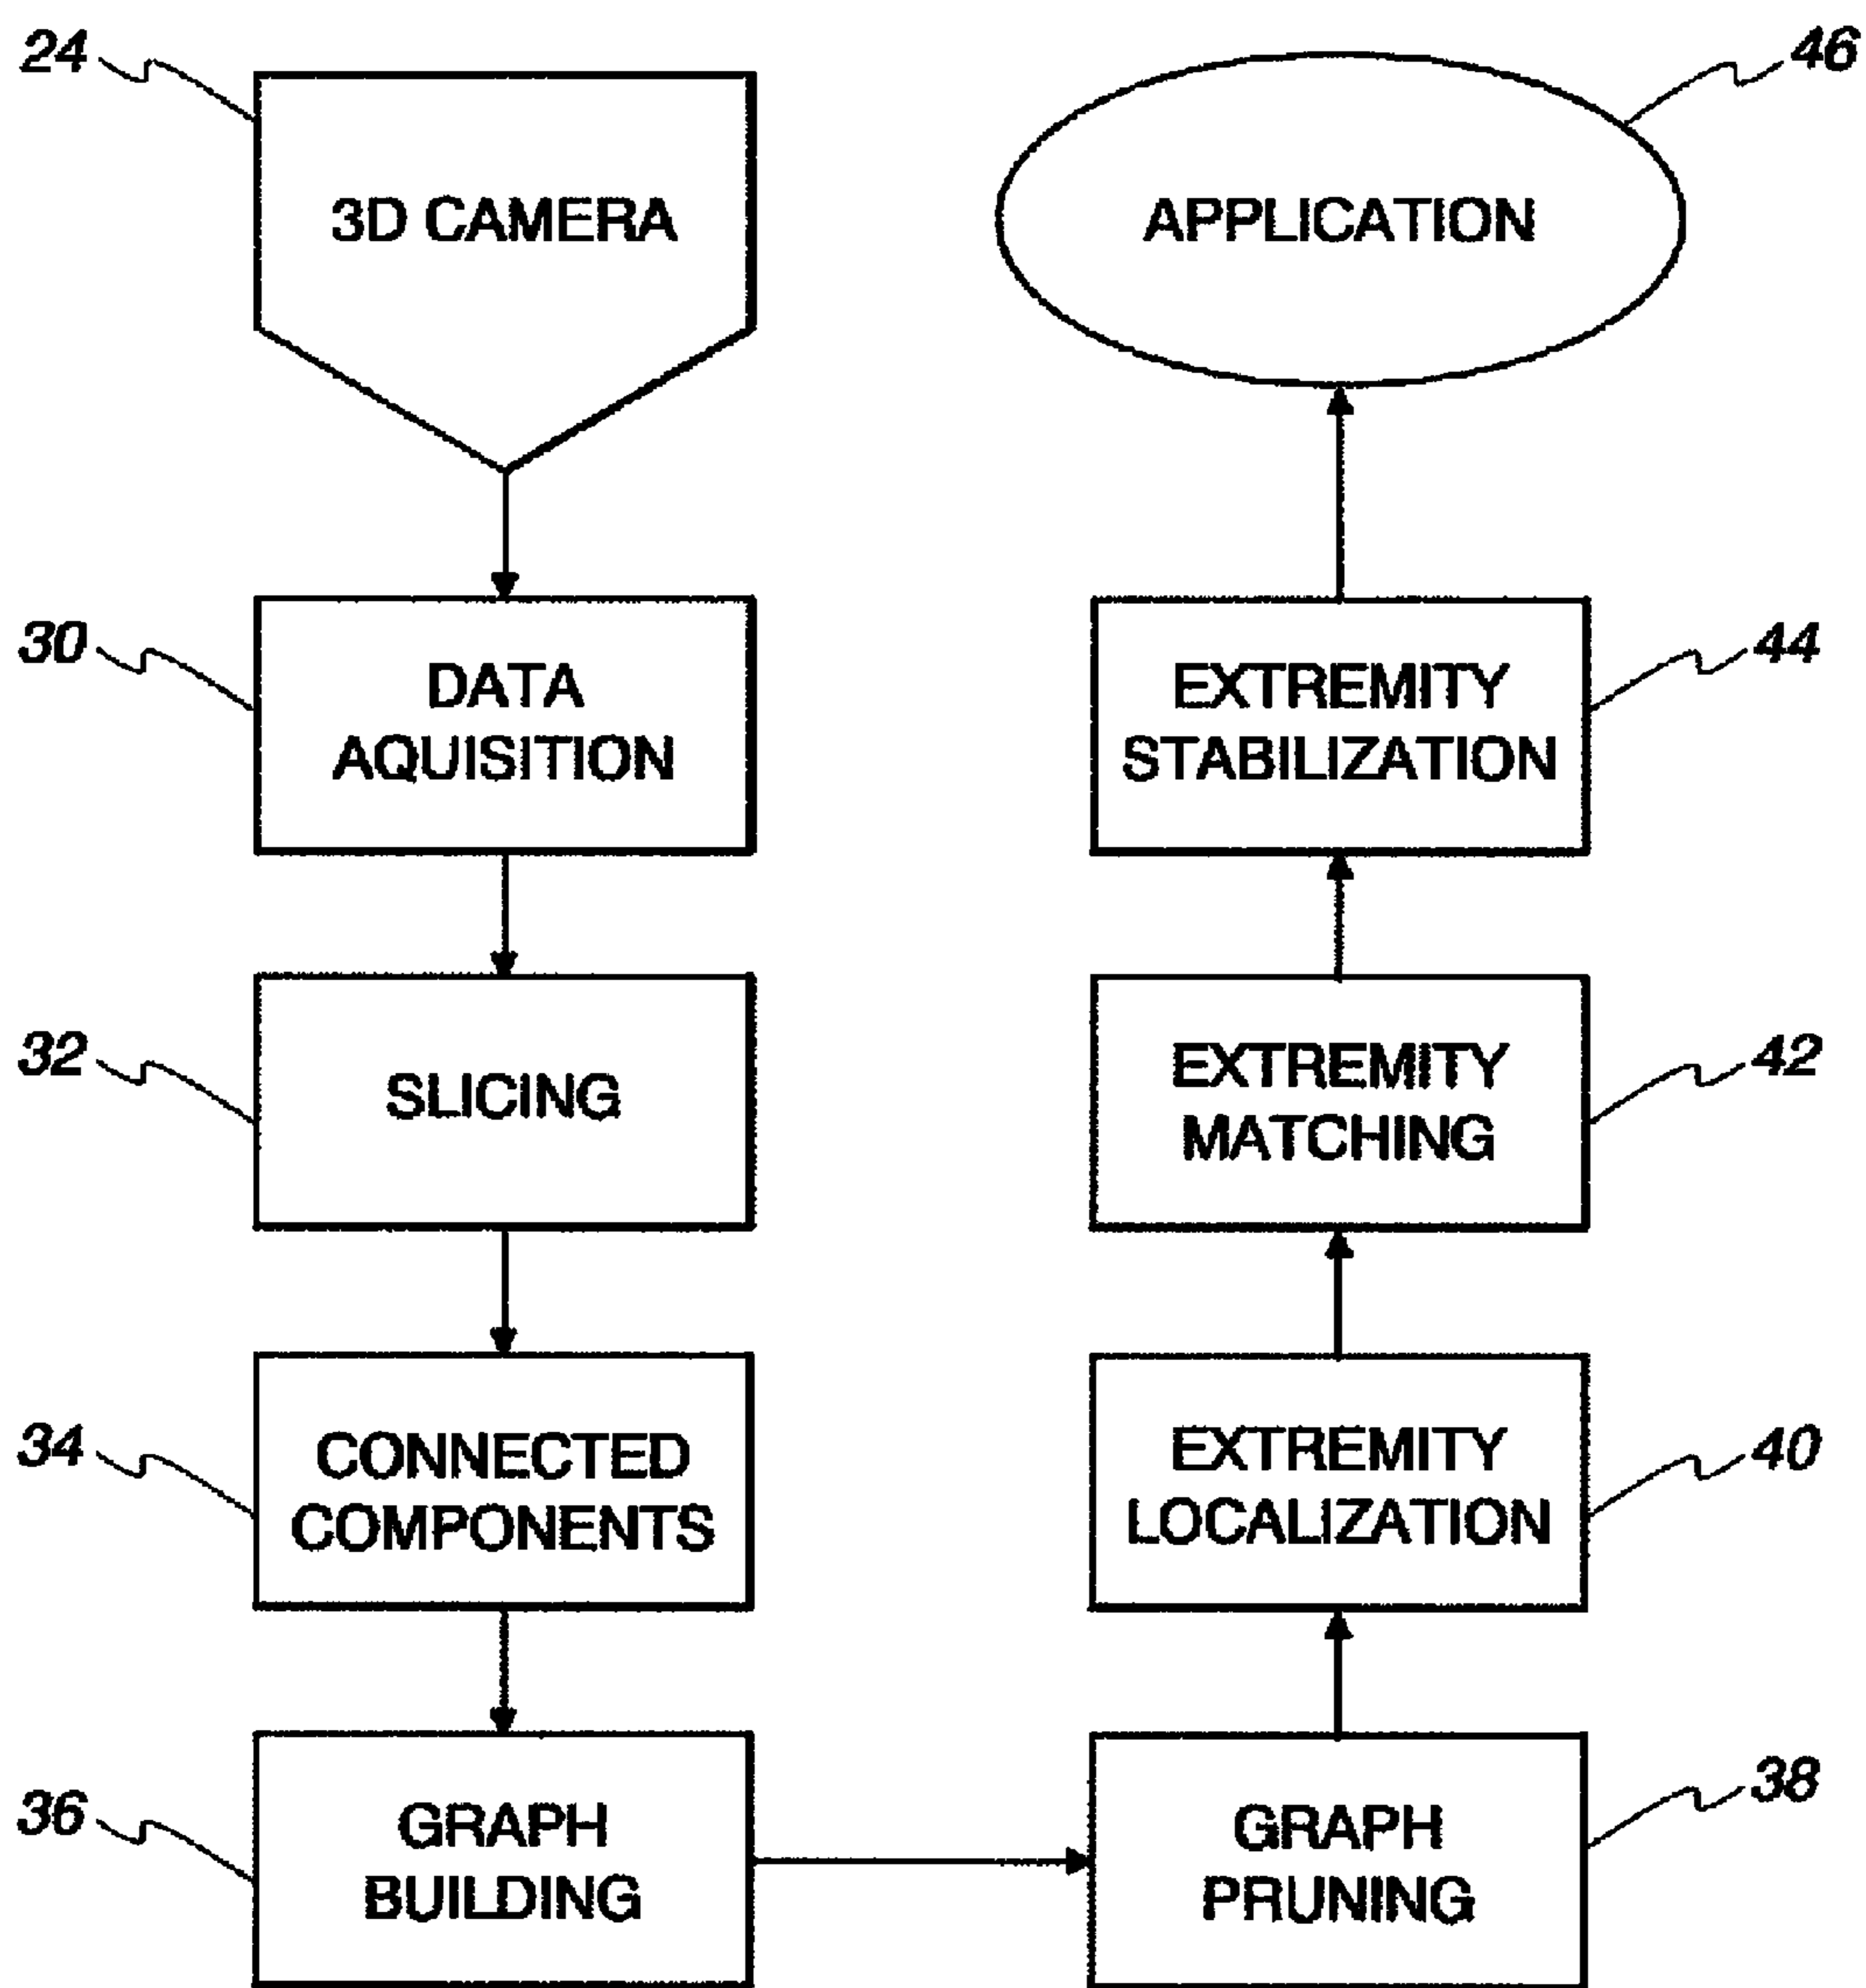 24
3D CAMERA
30
DATA
AQUISITION
32
SLICING
34
CONNECTED
COMPONENTS
36
GRAPH
BUILDING
38
GRAPH
PRUNING
40
EXTREMITY
LOCALIZATION
42
EXTREMITY
MATCHING
44
EXTREMITY
STABILIZATION
46
APPLICATION